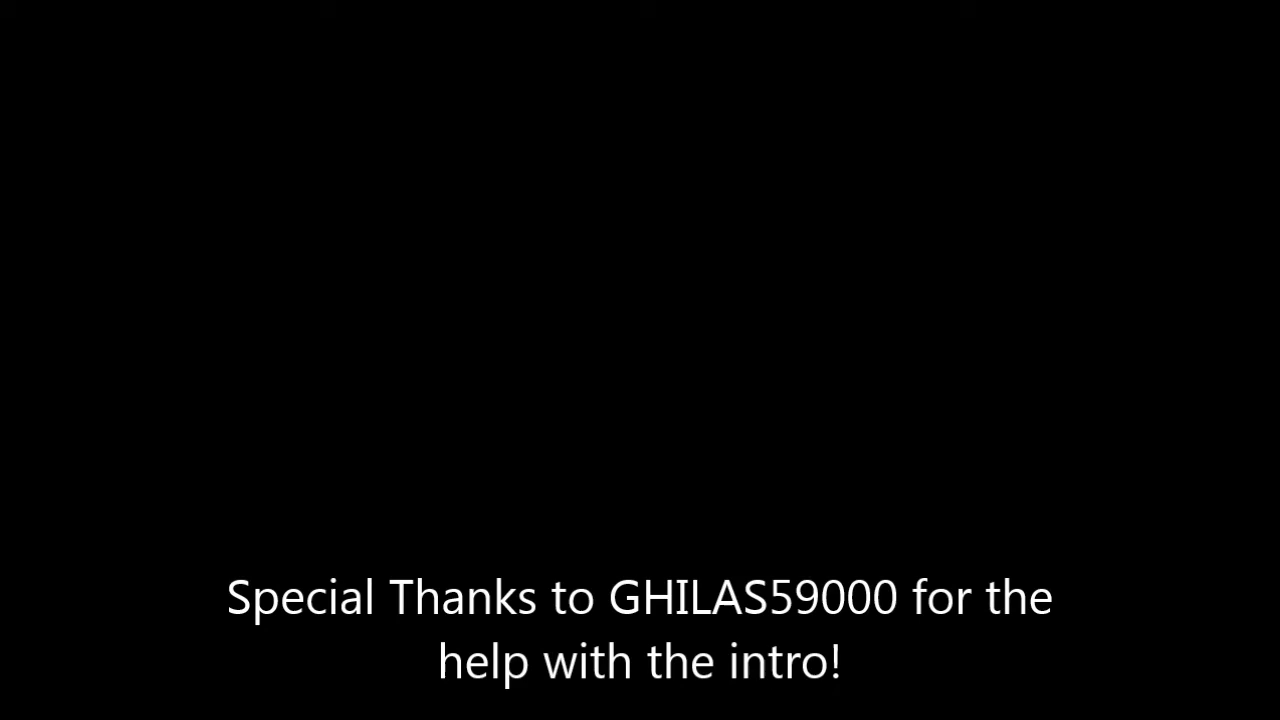 Special Thanks to GHILAS59000 for the
help with the intro!